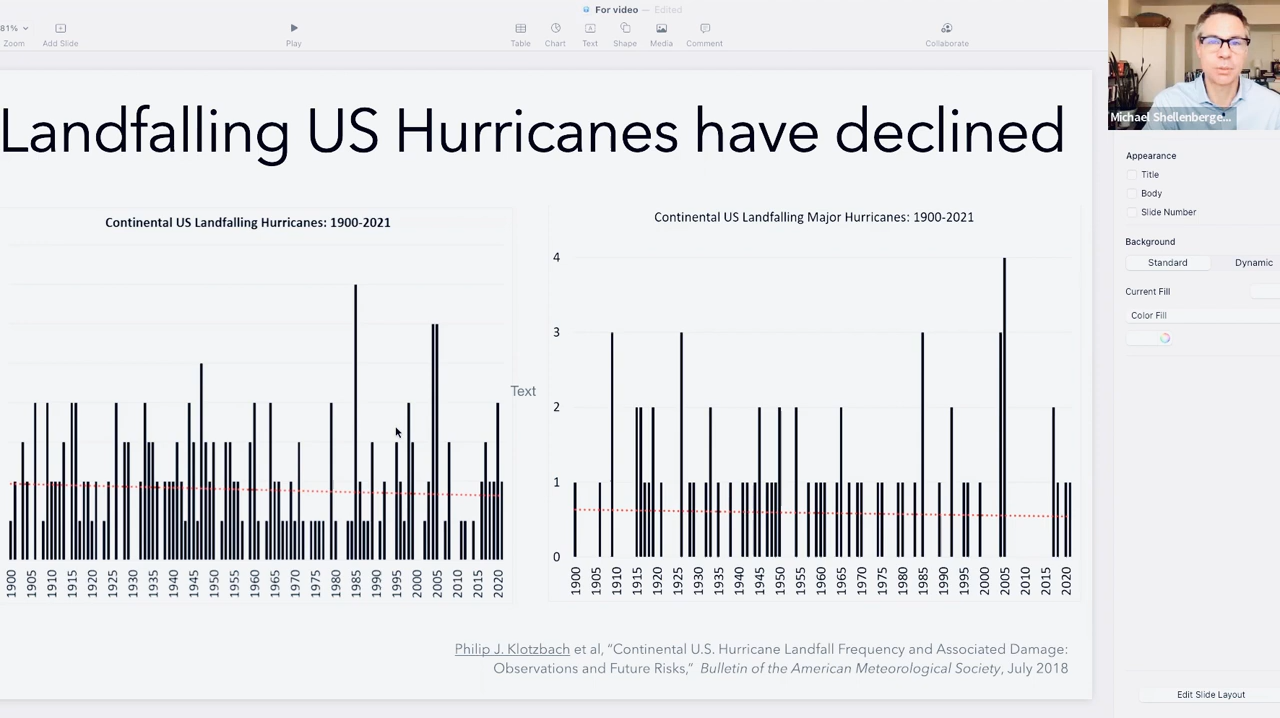 For video — Edited
81%
Zoom
Add Slide
Play
Table
Chart
Text
Shape
Media
Comment
Collaborate
Michael Shellenberge...
Landfalling US Hurricanes have declined
Continental US Landfalling Hurricanes: 1900-2021
1900 1905 1910 1915 1920 1925 1930 1935 1940 1945 1950 1955 1960 1965 1970 1975 1980 1985 1990 1995 2000 2005 2010 2015 2020
Text
Continental US Landfalling Major Hurricanes: 1900-2021
4
3
2
1
0
1900 1905 1910 1915 1920 1925 1930 1935 1940 1945 1950 1955 1960 1965 1970 1975 1980 1985 1990 1995 2000 2005 2010 2015 2020
Philip J. Klotzbach et al, “Continental U.S. Hurricane Landfall Frequency and Associated Damage:
Observations and Future Risks,” Bulletin of the American Meteorological Society, July 2018
Appearance
Title
Body
Slide Number
Background
Standard
Dynamic
Current Fill
Color Fill
Edit Slide Layout